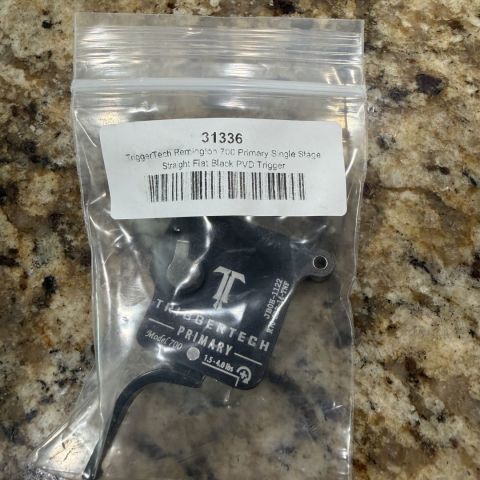 31336
TriggerTech Remington 700 Primary Single Stage
Straight Flat Black PVD Trigger
TRIGGERTECH
PRIMARY
Model 700
1.5 - 4.0 lbs